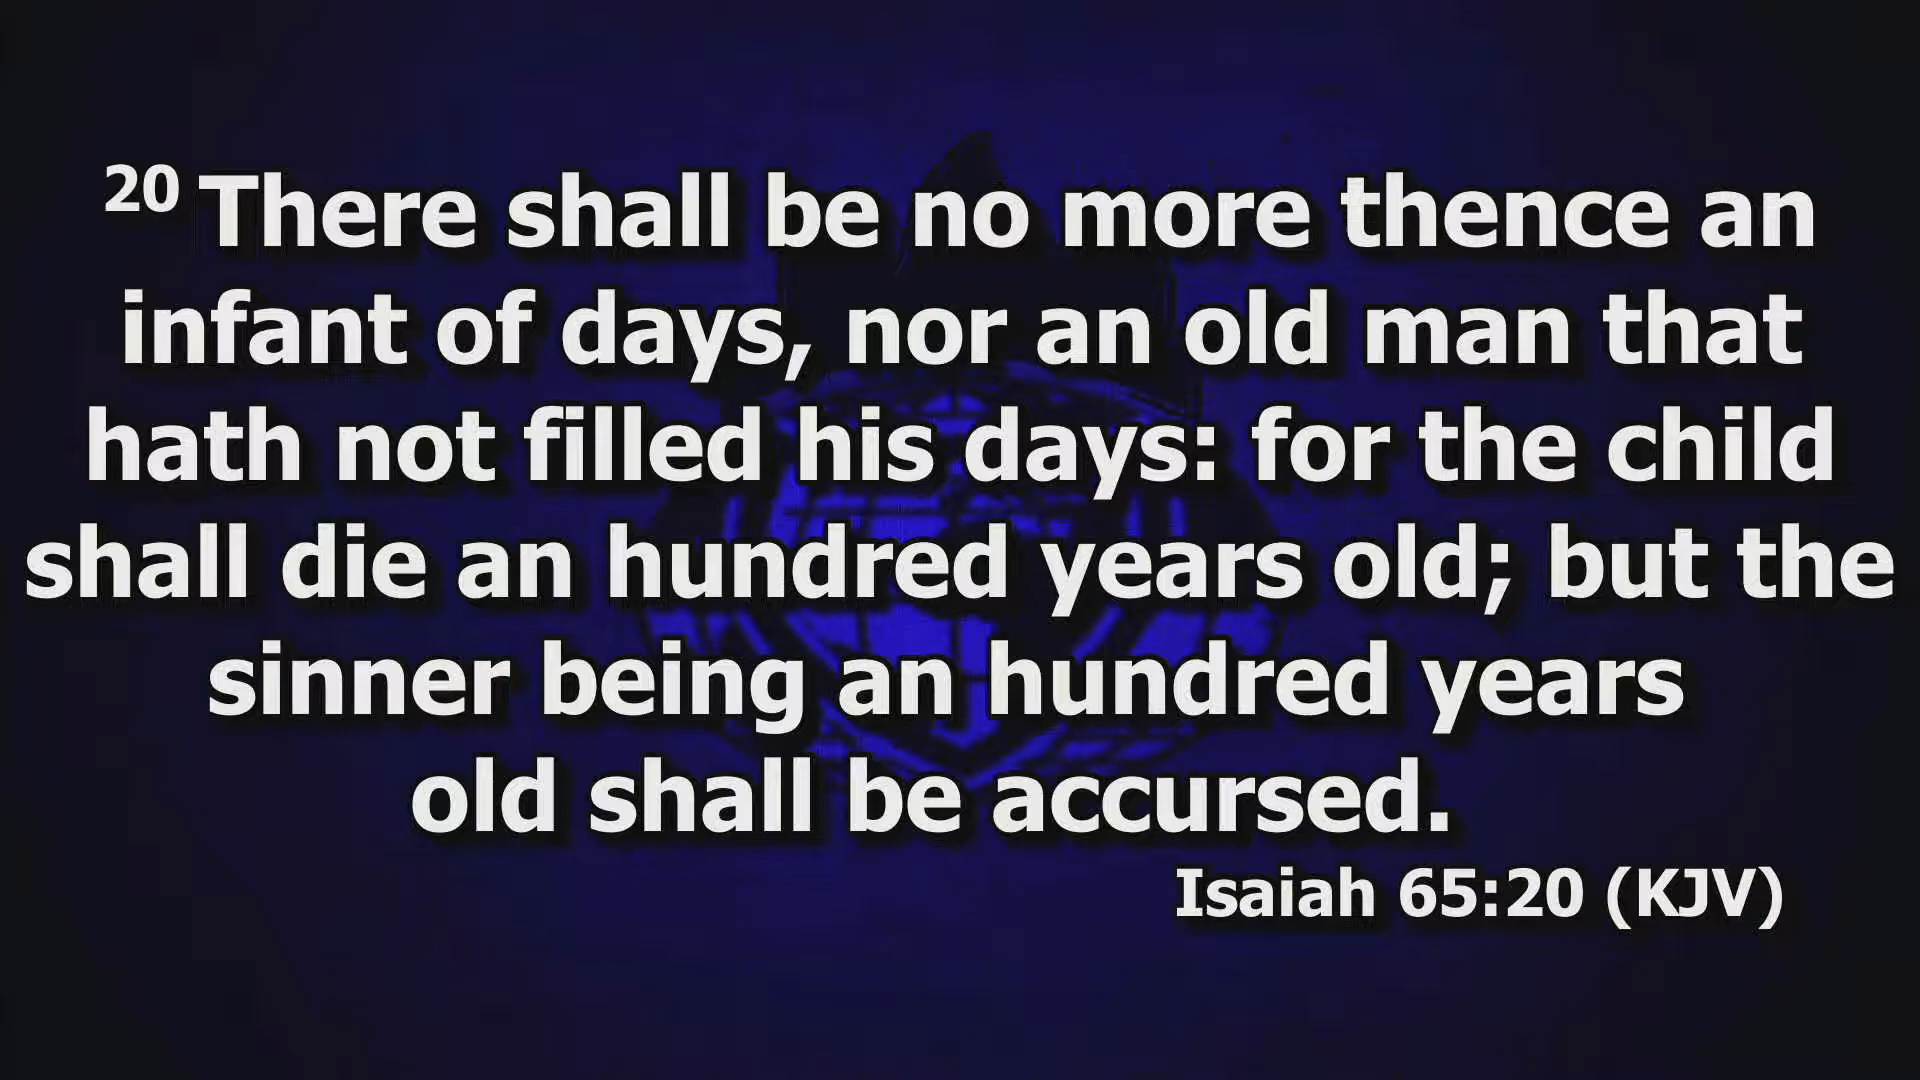 20 There shall be no more thence an
infant of days, nor an old man that
hath not filled his days: for the child
shall die an hundred years old; but the
sinner being an hundred years
old shall be accursed.
Isaiah 65:20 (KJV)